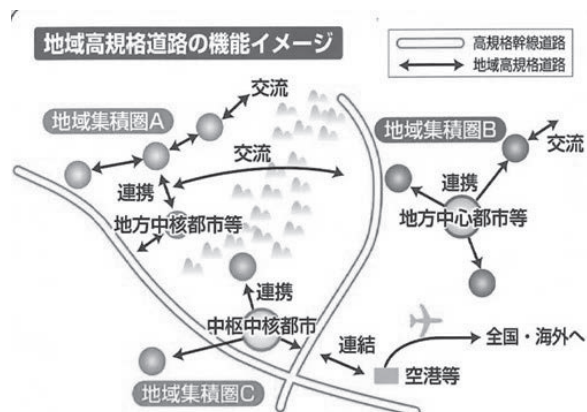 地域高規格道路の機能イメージ
高規格幹線道路
地域高規格道路
交流
地域集積圏A
地域集積圏B
交流
交流
連携
連携
地方中核都市等
地方中心都市等
連携
中枢中核都市
連結
全国・海外へ
空港等
地域集積圏C